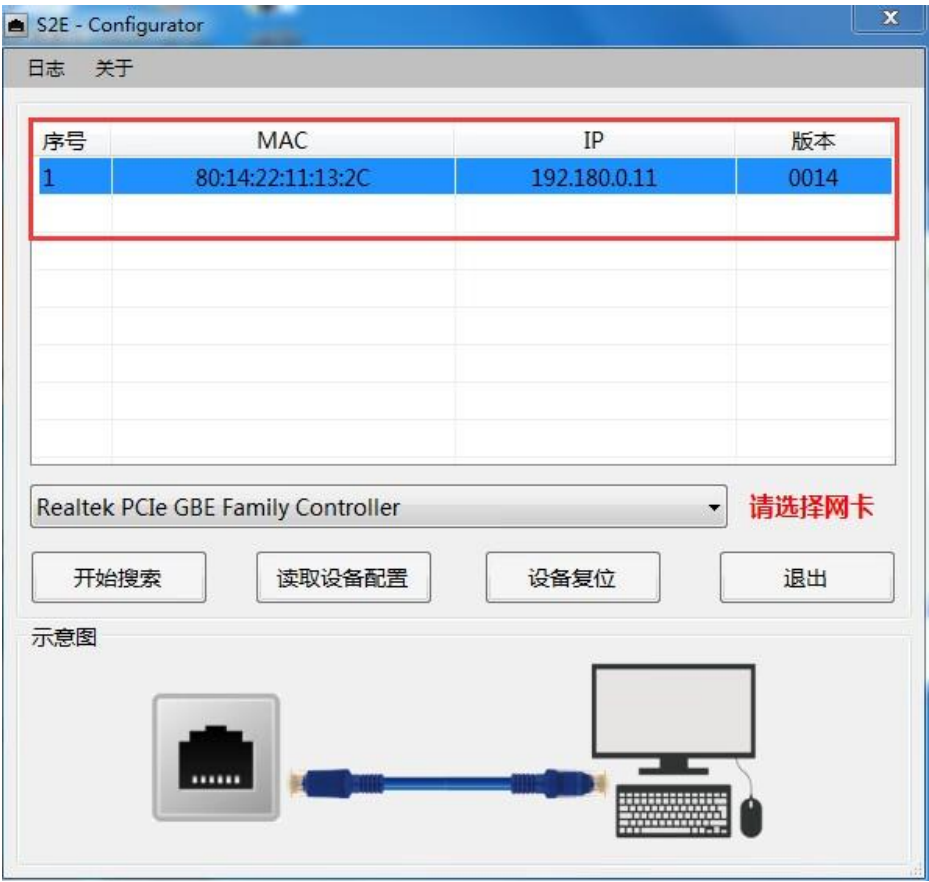 S2E - Configurator
日志 关于
序号 MAC IP 版本
1 80:14:22:11:13:2C 192.180.0.11 0014
Realtek PCIe GBE Family Controller 请选择网卡
开始搜索 读取设备配置 设备复位 退出
示意图